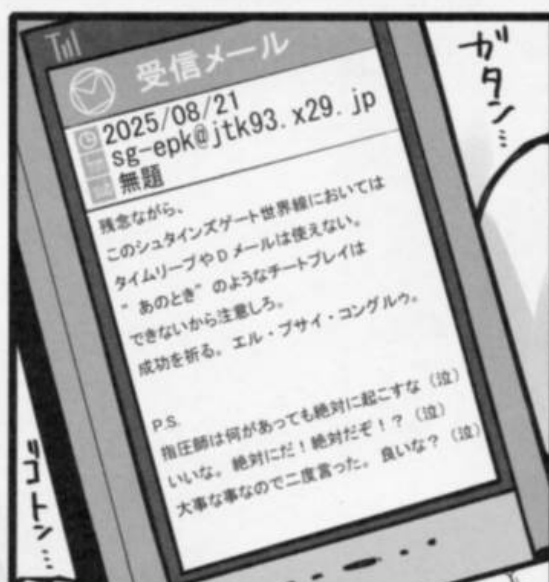 ガタン…
受信メール
2025/08/21
sg-epk@jtk93.x29.jp
無題
残念ながら、
このシュタインズゲート世界線においては
タイムリープやDメールは使えない。
“あのとき”のようなチートプレイは
できないから注意しろ。
成功を祈る。エル・プサイ・コングルゥ。
P.S.
指圧師は何があっても絶対に起こすな（泣）
いいな。絶対にだ！絶対だぞ！？（泣）
大事な事なので二度言った。良いな？（泣）